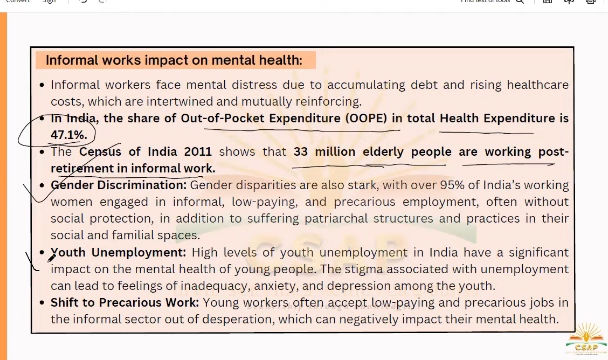 Informal works impact on mental health:
• Informal workers face mental distress due to accumulating debt and rising healthcare
costs, which are intertwined and mutually reinforcing.
• In India, the share of Out-of-Pocket Expenditure (OOPE) in total Health Expenditure is
47.1%.
• The Census of India 2011 shows that 33 million elderly people are working post-
retirement in informal work.
• Gender Discrimination: Gender disparities are also stark, with over 95% of India's working
women engaged in informal, low-paying, and precarious employment, often without
social protection, in addition to suffering patriarchal structures and practices in their
social and familial spaces.
• Youth Unemployment: High levels of youth unemployment in India have a significant
impact on the mental health of young people. The stigma associated with unemployment
can lead to feelings of inadequacy, anxiety, and depression among the youth.
• Shift to Precarious Work: Young workers often accept low-paying and precarious jobs in
the informal sector out of desperation, which can negatively impact their mental health.
CSAP